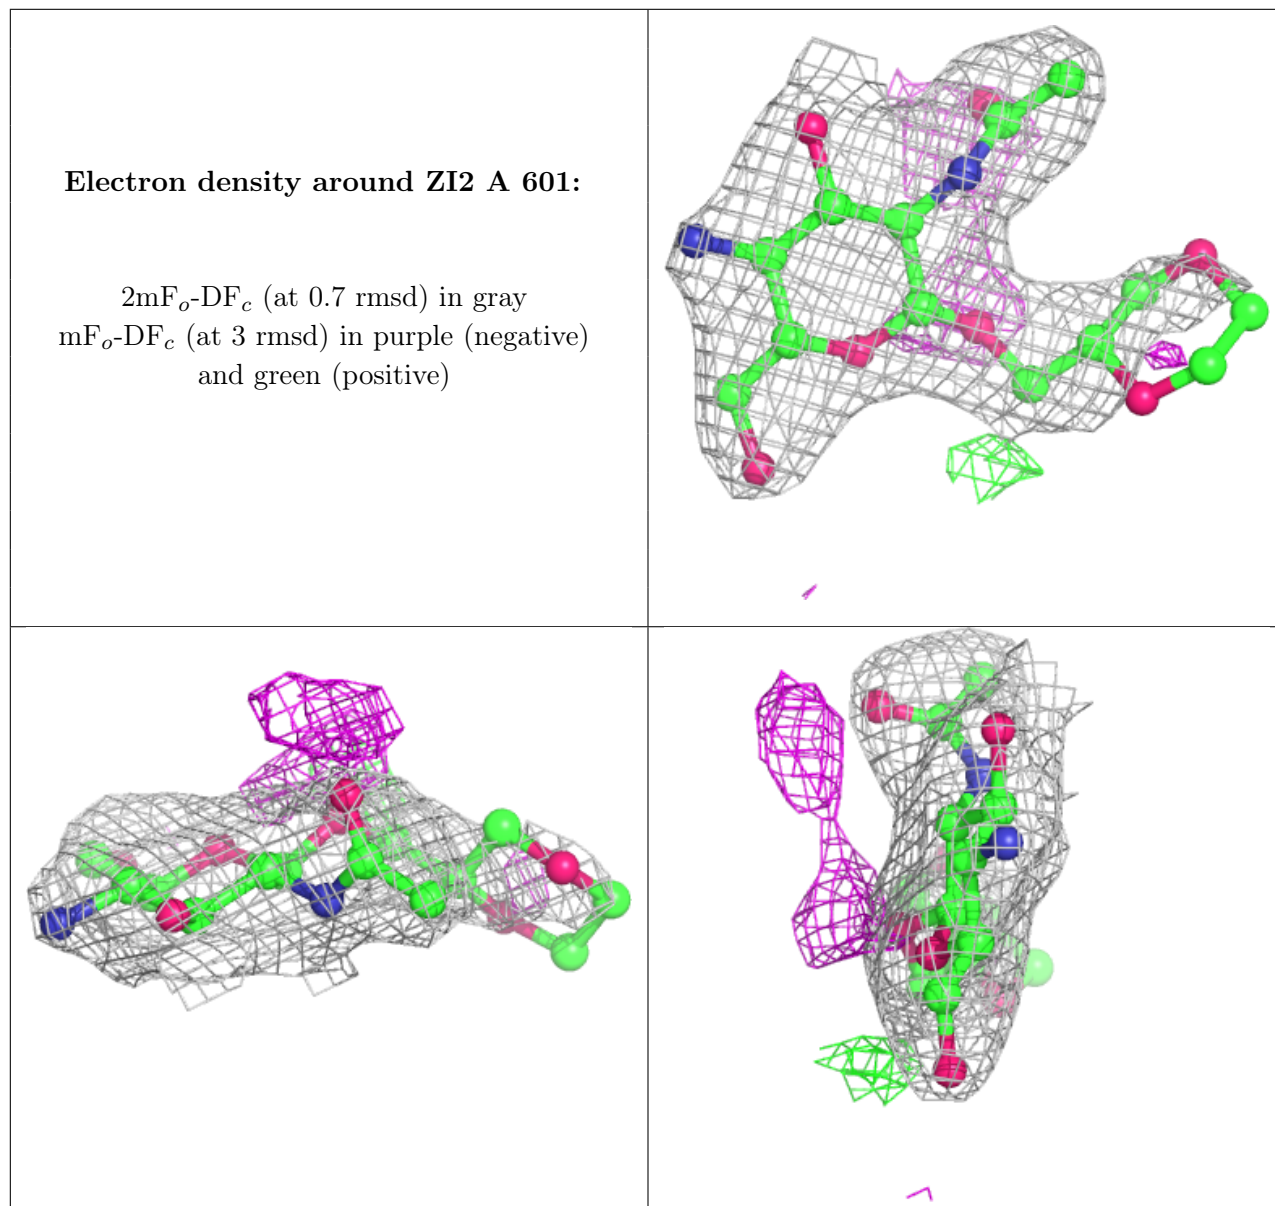 Electron density around ZI2 A 601:
2mFo-DFc (at 0.7 rmsd) in gray
mFo-DFc (at 3 rmsd) in purple (negative)
and green (positive)